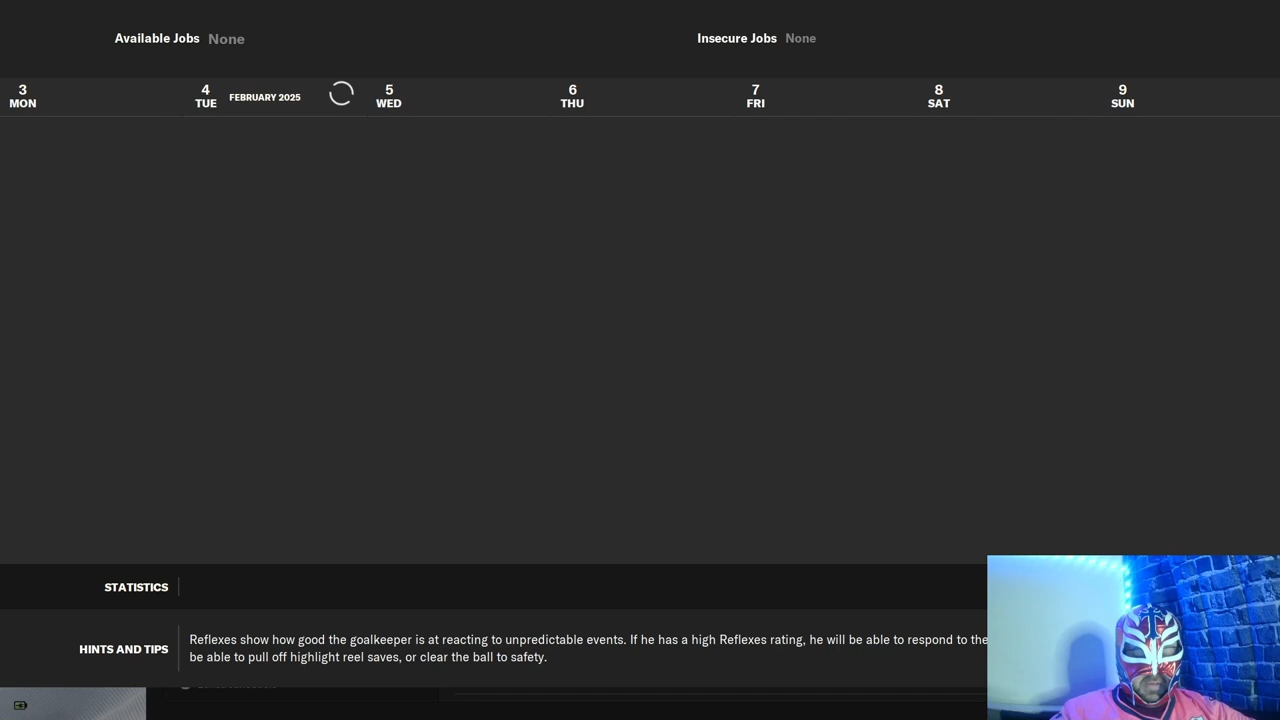 Available Jobs None
Insecure Jobs None
3 MON
4 TUE
FEBRUARY 2025
5 WED
6 THU
7 FRI
8 SAT
9 SUN
STATISTICS
HINTS AND TIPS
Reflexes show how good the goalkeeper is at reacting to unpredictable events. If he has a high Reflexes rating, he will be able to respond to the
be able to pull off highlight reel saves, or clear the ball to safety.